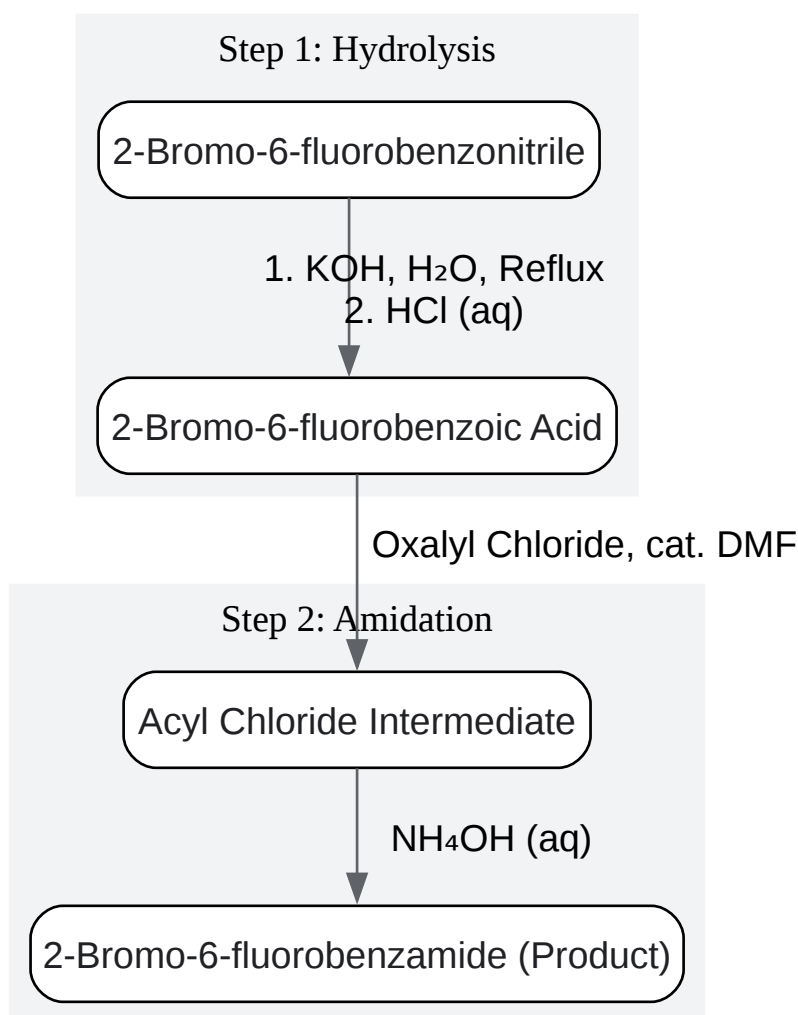 Step 1: Hydrolysis
2-Bromo-6-fluorobenzonitrile
1. KOH, H₂O, Reflux
2. HCl (aq)
2-Bromo-6-fluorobenzoic Acid
Oxalyl Chloride, cat. DMF
Step 2: Amidation
Acyl Chloride Intermediate
NH₄OH (aq)
2-Bromo-6-fluorobenzamide (Product)